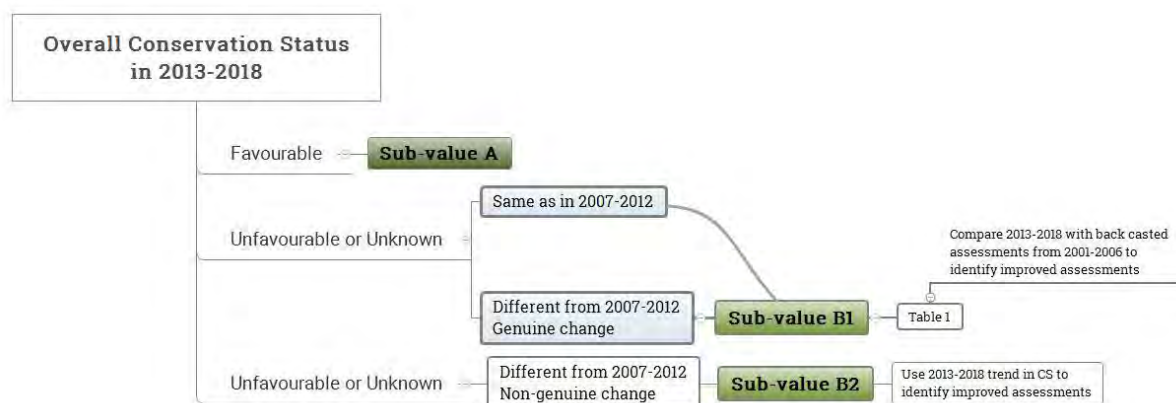 Overall Conservation Status
in 2013-2018
Favourable
Sub-value A
Same as in 2007-2012
Unfavourable or Unknown
Compare 2013-2018 with back casted
assessments from 2001-2006 to
identify improved assessments
Different from 2007-2012
Genuine change
Sub-value B1
Table 1
Unfavourable or Unknown
Different from 2007-2012
Non-genuine change
Sub-value B2
Use 2013-2018 trend in CS to
identify improved assessments